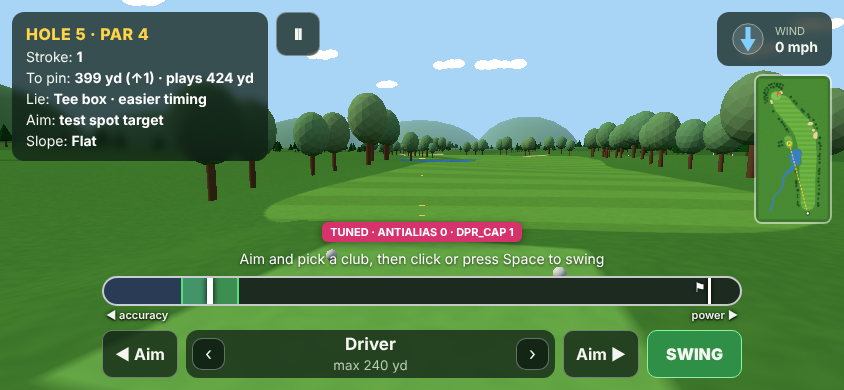 HOLE 5 · PAR 4
Stroke: 1
To pin: 399 yd (↑1) · plays 424 yd
Lie: Tee box · easier timing
Aim: test spot target
Slope: Flat
WIND
0 mph
TUNED · ANTIALIAS 0 · DPR_CAP 1
Aim and pick a club, then click or press Space to swing
◀ accuracy
power ▶
◀ Aim
‹
Driver
max 240 yd
›
Aim ▶
SWING